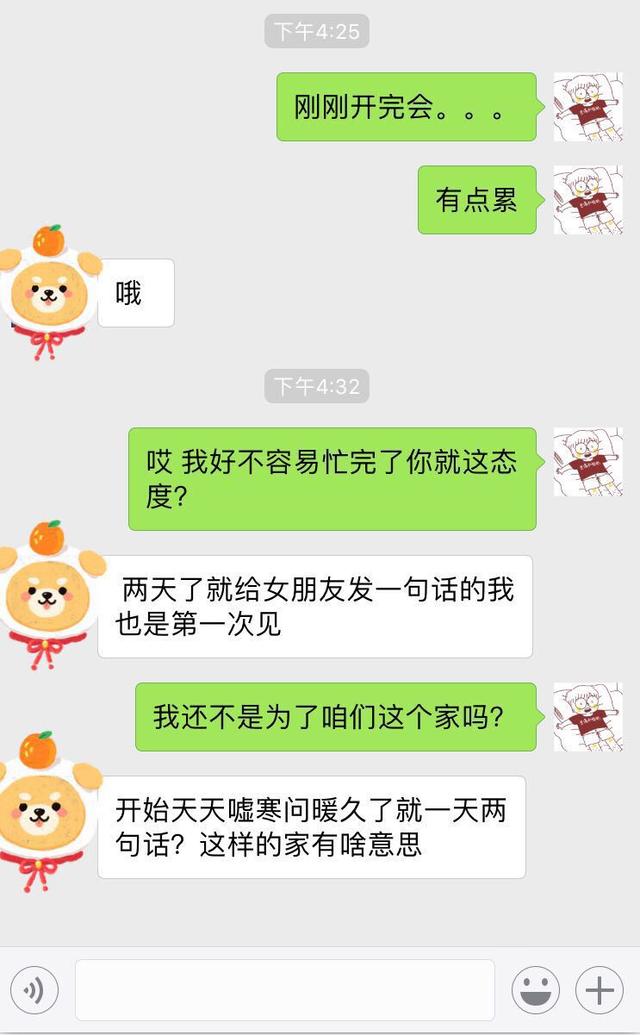 下午4:25
刚刚开完会。。。
有点累
哦
下午4:32
哎 我好不容易忙完了你就这态
度?
两天了就给女朋友发一句话的我
也是第一次见
我还不是为了咱们这个家吗?
开始天天嘘寒问暖久了就一天两
句话？这样的家有啥意思